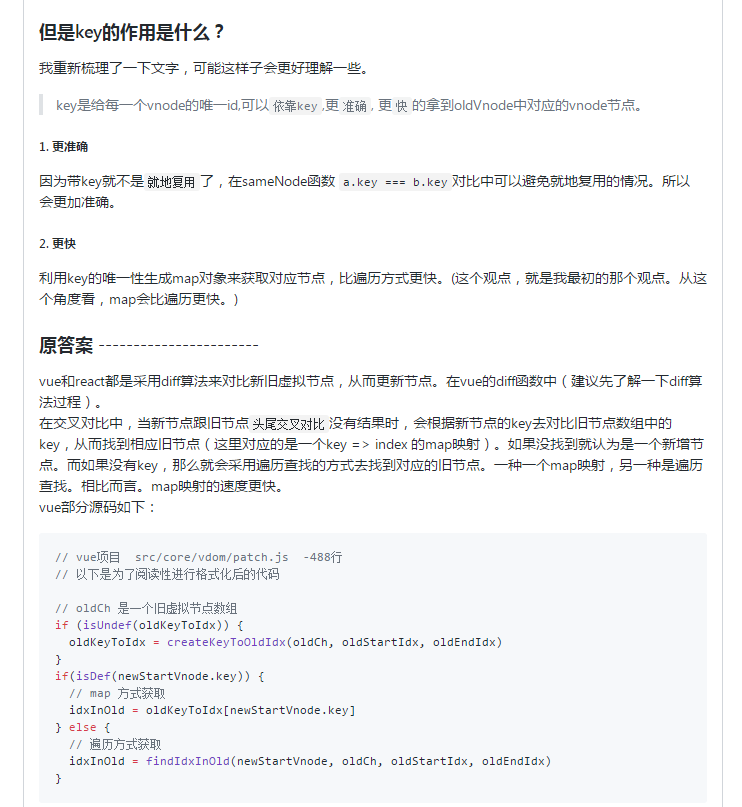 但是key的作用是什么？
我重新梳理了一下文字，可能这样子会更好理解一些。
key是给每一个vnode的唯一id,可以 依靠key ,更 准确 , 更 快 的拿到oldVnode中对应的vnode节点。
1. 更准确
因为带key就不是 就地复用 了，在sameNode函数 a.key === b.key 对比中可以避免就地复用的情况。所以
会更加准确。
2. 更快
利用key的唯一性生成map对象来获取对应节点，比遍历方式更快。(这个观点，就是我最初的那个观点。从这
个角度看，map会比遍历更快。)
原答案 -----------------------
vue和react都是采用diff算法来对比新旧虚拟节点，从而更新节点。在vue的diff函数中（建议先了解一下diff算
法过程）。
在交叉对比中，当新节点跟旧节点 头尾交叉对比 没有结果时，会根据新节点的key去对比旧节点数组中的
key，从而找到相应旧节点（这里对应的是一个key => index 的map映射）。如果没找到就认为是一个新增节
点。而如果没有key，那么就会采用遍历查找的方式去找到对应的旧节点。一种一个map映射，另一种是遍历
查找。相比而言。map映射的速度更快。
vue部分源码如下：
// vue项目  src/core/vdom/patch.js  -488行
// 以下是为了阅读性进行格式化后的代码
// oldCh 是一个旧虚拟节点数组
if (isUndef(oldKeyToIdx)) {
  oldKeyToIdx = createKeyToOldIdx(oldCh, oldStartIdx, oldEndIdx)
}
if(isDef(newStartVnode.key)) {
  // map 方式获取
  idxInOld = oldKeyToIdx[newStartVnode.key]
} else {
  // 遍历方式获取
  idxInOld = findIdxInOld(newStartVnode, oldCh, oldStartIdx, oldEndIdx)
}